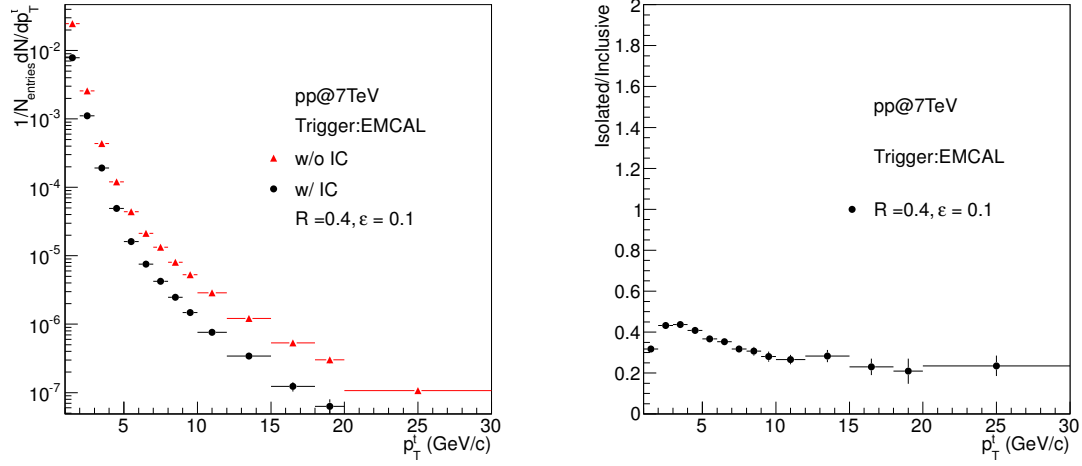 1/N_entries dN/dp_T^t
10^-2
10^-3
10^-4
10^-5
10^-6
10^-7
pp@7TeV
Trigger:EMCAL
w/o IC
w/ IC
R =0.4, ε = 0.1
5 10 15 20 25 30
p_T^t (GeV/c)
Isolated/Inclusive
2
1.8
1.6
1.4
1.2
1
0.8
0.6
0.4
0.2
0
pp@7TeV
Trigger:EMCAL
R =0.4, ε = 0.1
5 10 15 20 25 30
p_T^t (GeV/c)